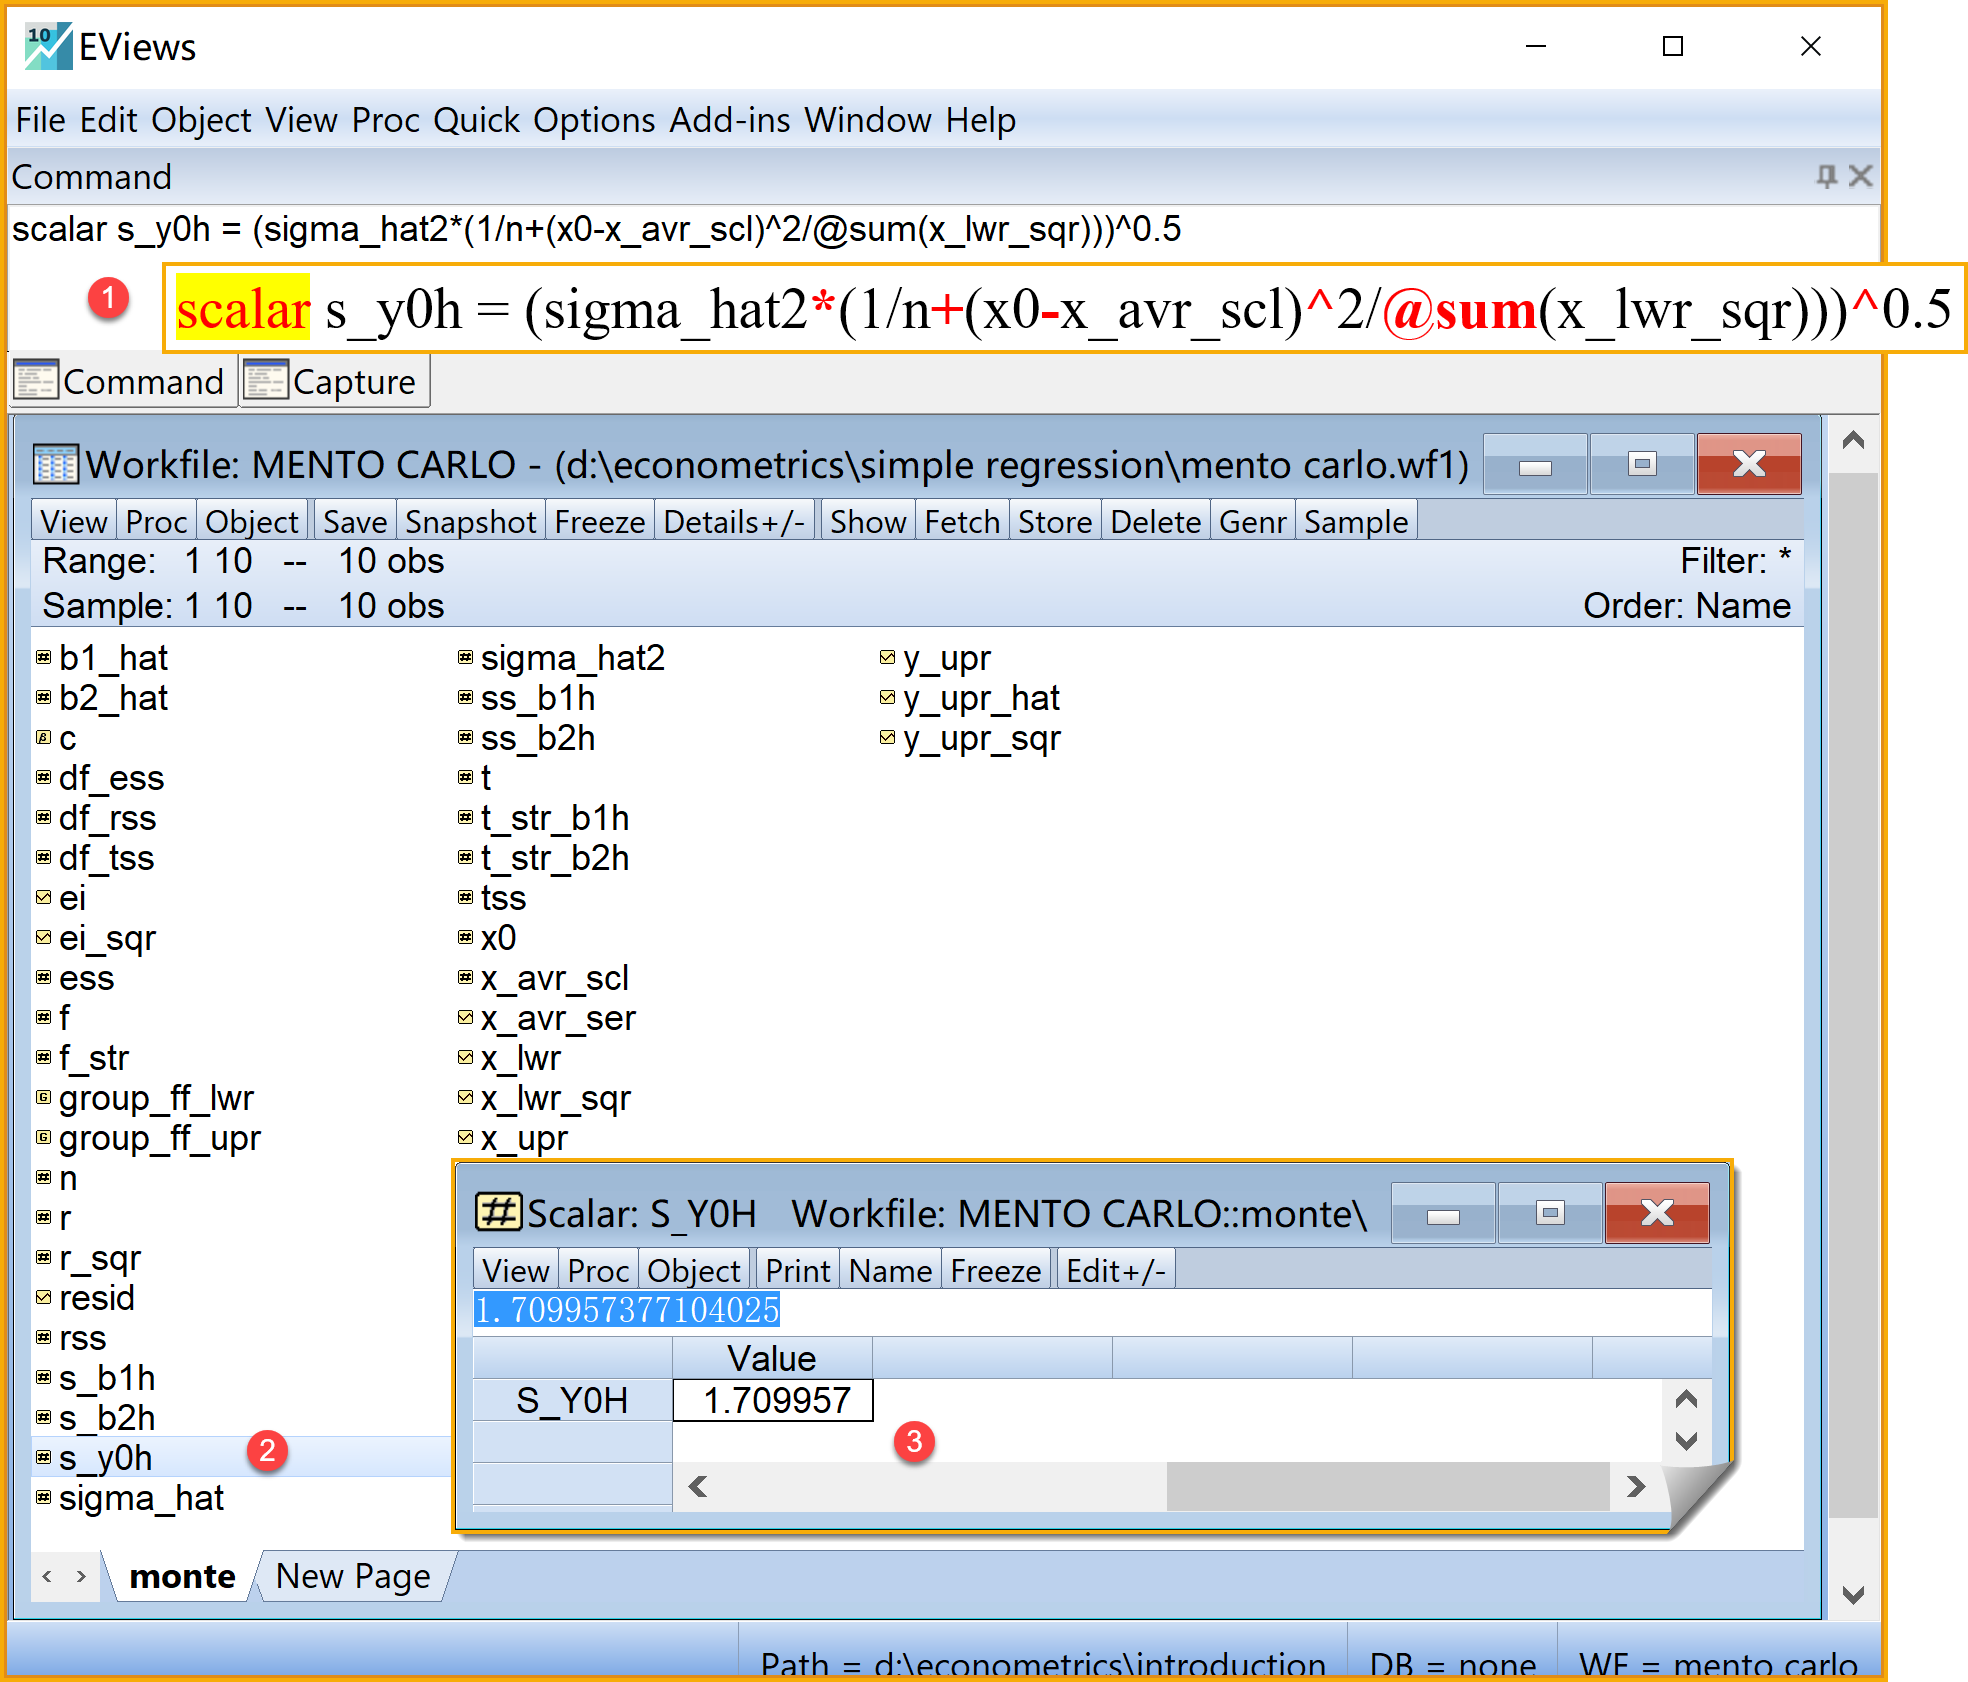 10 EViews
File Edit Object View Proc Quick Options Add-ins Window Help
Command
scalar s_y0h = (sigma_hat2*(1/n+(x0-x_avr_scl)^2/@sum(x_lwr_sqr)))^0.5
1 scalar s_y0h = (sigma_hat2*(1/n+(x0-x_avr_scl)^2/@sum(x_lwr_sqr)))^0.5
Command Capture
Workfile: MENTO CARLO - (d:\econometrics\simple regression\mento carlo.wf1)
View Proc Object Save Snapshot Freeze Details+/- Show Fetch Store Delete Genr Sample
Range: 1 10 -- 10 obs Filter: *
Sample: 1 10 -- 10 obs Order: Name
b1_hat
b2_hat
c
df_ess
df_rss
df_tss
ei
ei_sqr
ess
f
f_str
group_ff_lwr
group_ff_upr
n
r
r_sqr
resid
rss
s_b1h
s_b2h
s_y0h 2
sigma_hat
sigma_hat2
ss_b1h
ss_b2h
t
t_str_b1h
t_str_b2h
tss
x0
x_avr_scl
x_avr_ser
x_lwr
x_lwr_sqr
x_upr
y_upr
y_upr_hat
y_upr_sqr
Scalar: S_Y0H Workfile: MENTO CARLO::monte\
View Proc Object Print Name Freeze Edit+/-
1.709957377104025
Value
S_Y0H 1.709957
3
monte New Page
Path = d:\econometrics\introduction DB = none WF = mento carlo